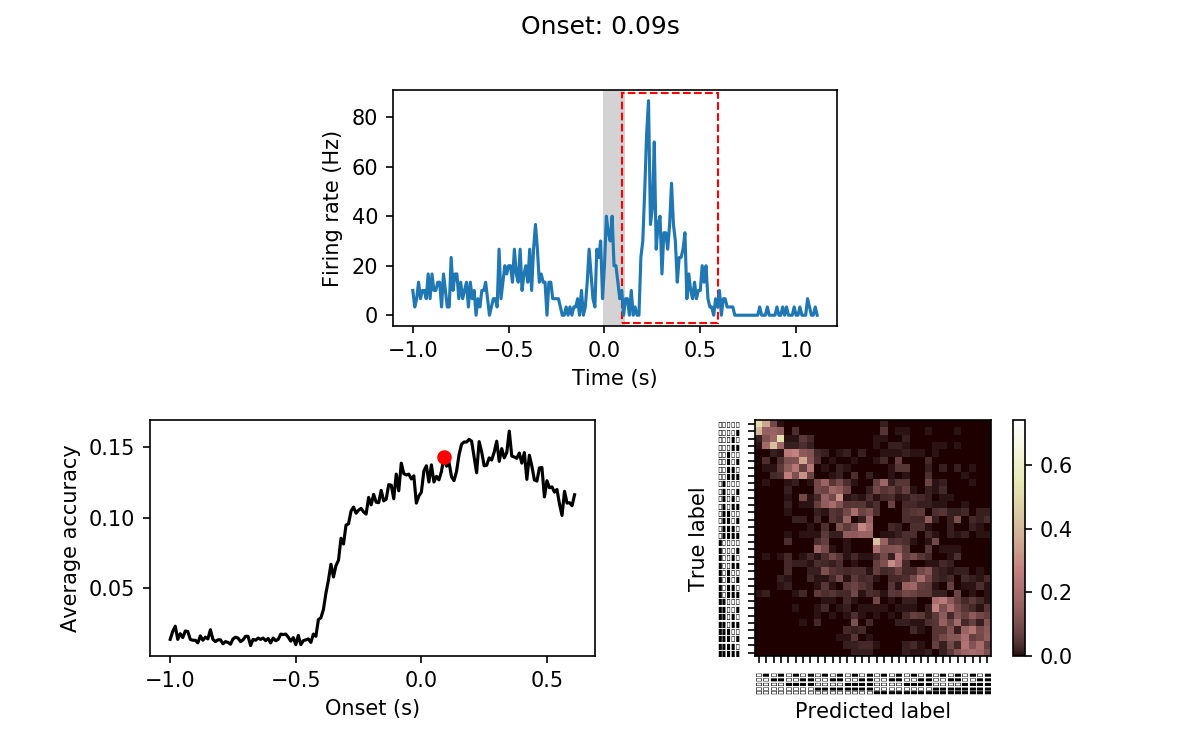 Onset: 0.09s
Firing rate (Hz)
80
60
40
20
0
−1.0 −0.5 0.0 0.5 1.0
Time (s)
Average accuracy
0.15
0.10
0.05
−1.0 −0.5 0.0 0.5
Onset (s)
True label
Predicted label
0.6
0.4
0.2
0.0